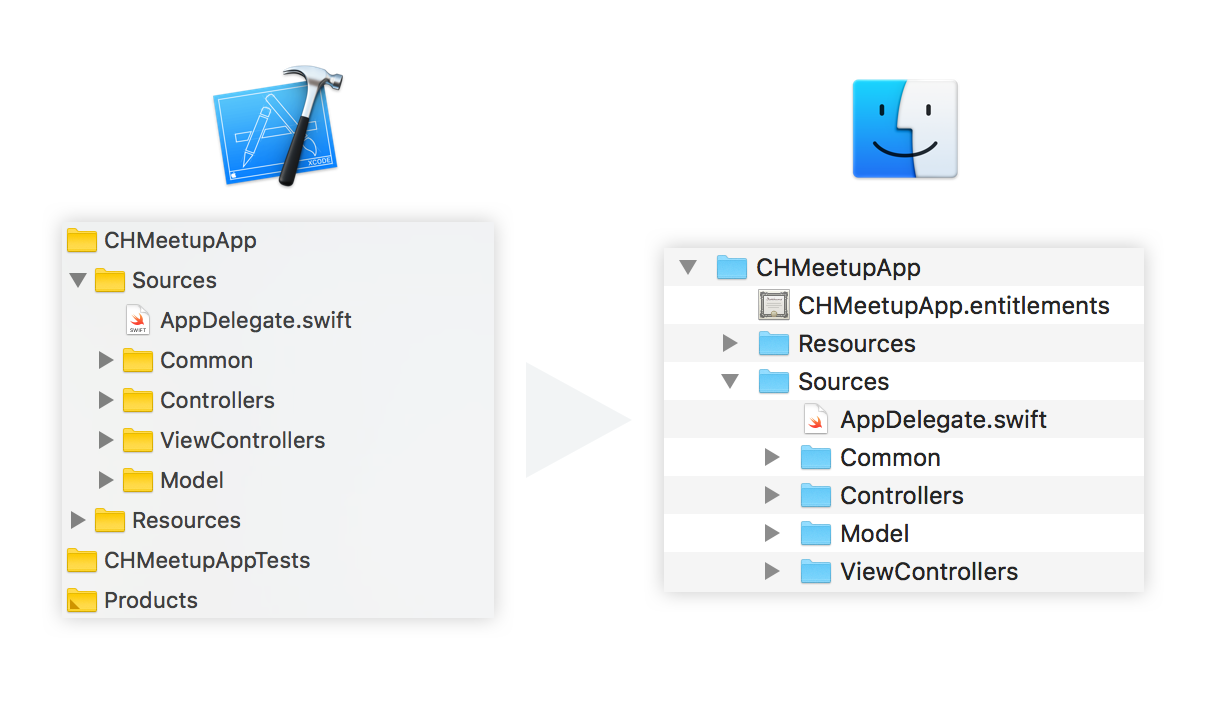 XCODE
CHMeetupApp
Sources
SWIFT
AppDelegate.swift
Common
Controllers
ViewControllers
Model
Resources
CHMeetupAppTests
Products
CHMeetupApp
CHMeetupApp.entitlements
Resources
Sources
AppDelegate.swift
Common
Controllers
Model
ViewControllers